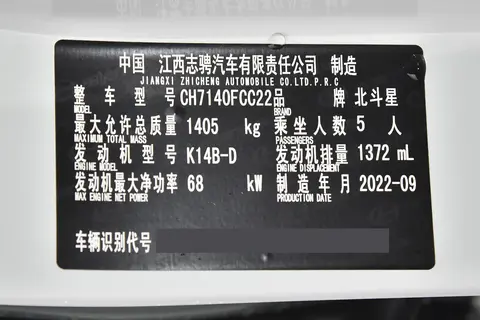 中国 江西志骋汽车有限责任公司 制造
JIANGXI ZHICHENG AUTOMOBILE CO.LTD.P.R.C
整车型号 CH7140FCC22 品牌 北斗星
MODEL BRAND
最大允许总质量 1405 kg 乘坐人数 5 人
MAXIMUM TOTAL MASS PASSENGERS
发动机型号 K14B-D 发动机排量 1372 mL
ENGINE MODEL ENGINE DISPLACEMENT
发动机最大净功率 68 kW 制造年月 2022-09
MAX ENGINE NET POWER PRODUCTION DATE
车辆识别代号